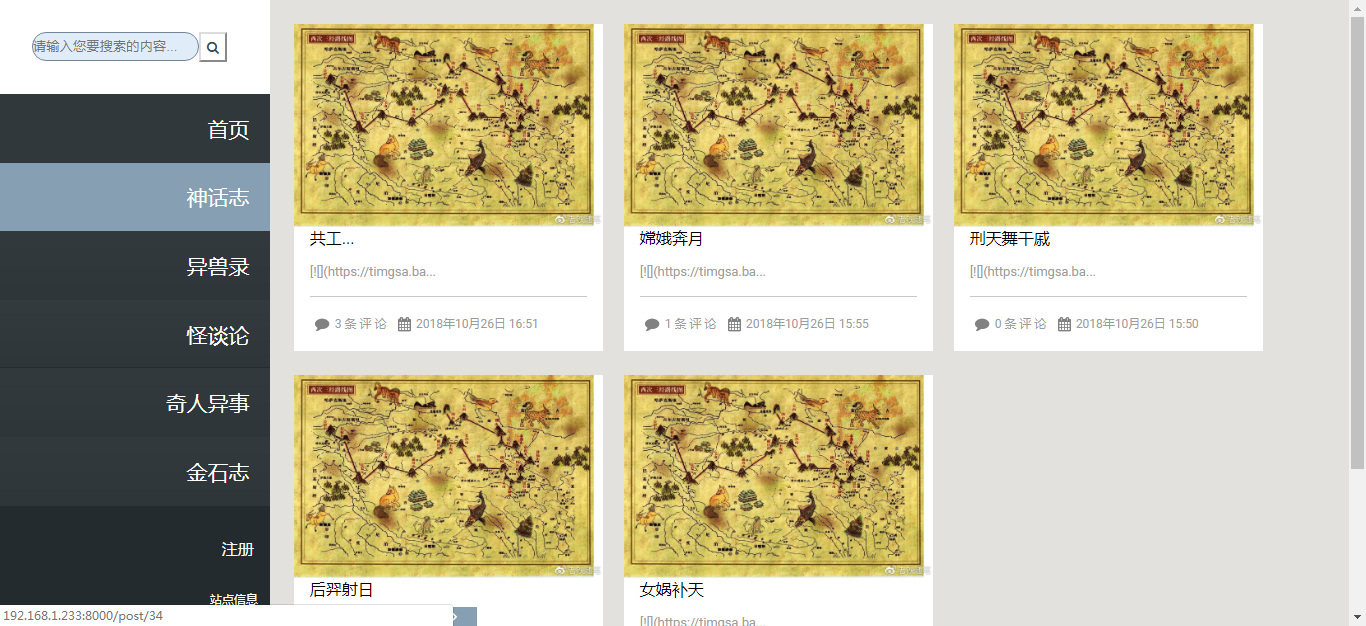 请输入您要搜索的内容...
首页
神话志
异兽录
怪谈论
奇人异事
金石志
注册
站点信息
192.168.1.233:8000/post/34
共工...
[![](https://timgsa.ba...
3 条 评 论 2018年10月26日 16:51
嫦娥奔月
[![](https://timgsa.ba...
1 条 评 论 2018年10月26日 15:55
刑天舞干戚
[![](https://timgsa.ba...
0 条 评 论 2018年10月26日 15:50
后羿射日
女娲补天
[![](https://timgsa.ba...